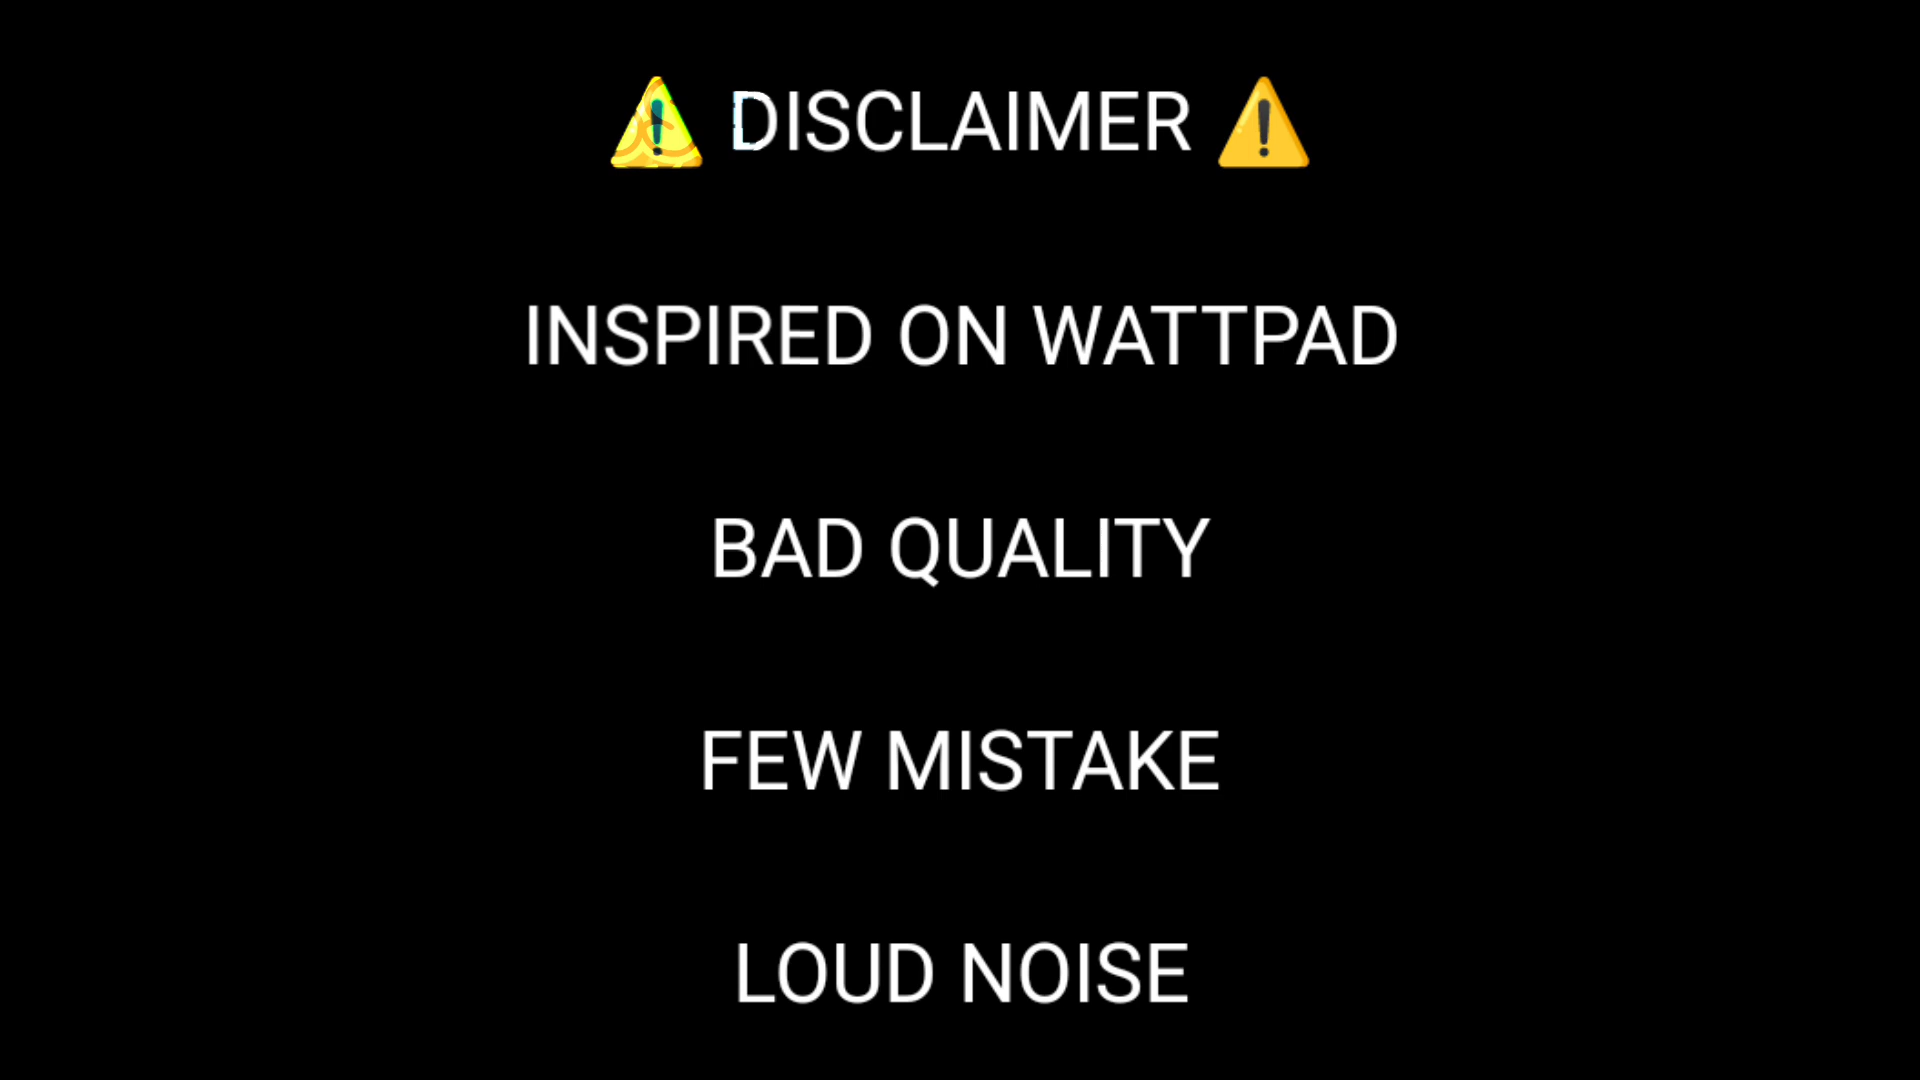 ⚠️ DISCLAIMER ⚠️
INSPIRED ON WATTPAD
BAD QUALITY
FEW MISTAKE
LOUD NOISE